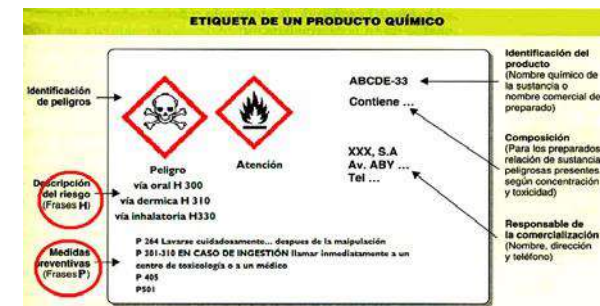 ETIQUETA DE UN PRODUCTO QUÍMICO
Identificación
de peligros
Peligro
Atención
vía oral H 300
vía dermica H 310
vía inhalatoria H330
Descripción
del riesgo
(Frases H)
Medidas
preventivas
(Frases P)
P 264 Lavarse cuidadosamente... despues de la maipulación
P 301-310 EN CASO DE INGESTIÓN llamar inmediatamente a un
centro de toxicología o a un médico
P 405
P501
ABCDE-33
Contiene ...
XXX, S.A
Av. ABY ...
Tel ...
Identificación del
producto
(Nombre químico de
la sustancia o
nombre comercial de
preparado)
Composición
(Para los preparados
relación de sustancia
peligrosas presentes
según concentración
y toxicidad)
Responsable de
la comercialización
(Nombre, dirección
y teléfono)